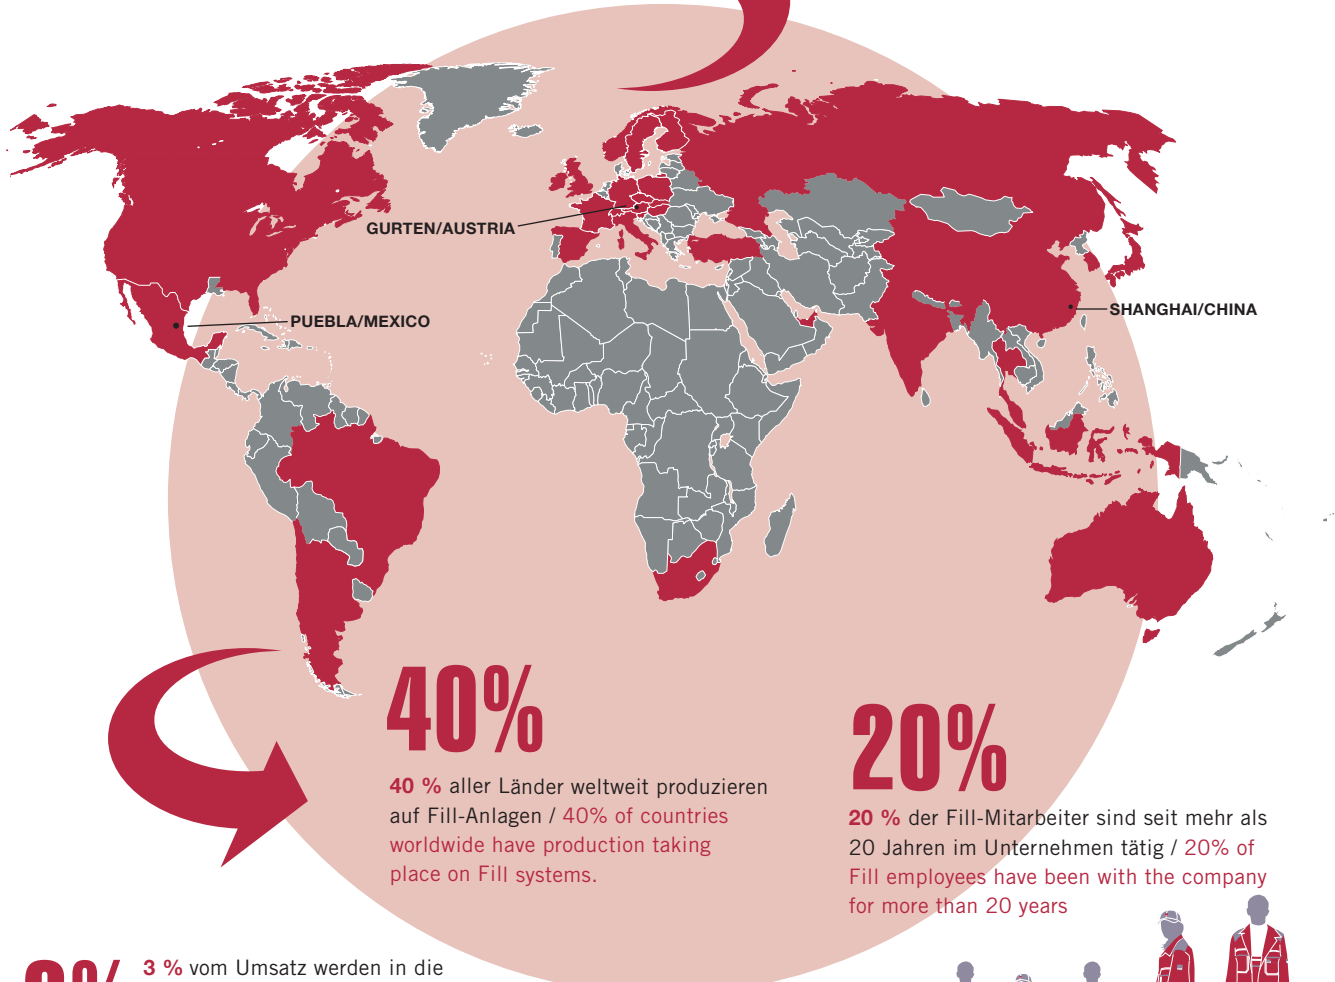 GURTEN/AUSTRIA
PUEBLA/MEXICO
SHANGHAI/CHINA
40%
40 % aller Länder weltweit produzieren
auf Fill-Anlagen / 40% of countries
worldwide have production taking
place on Fill systems.
20%
20 % der Fill-Mitarbeiter sind seit mehr als
20 Jahren im Unternehmen tätig / 20% of
Fill employees have been with the company
for more than 20 years
3 % vom Umsatz werden in die